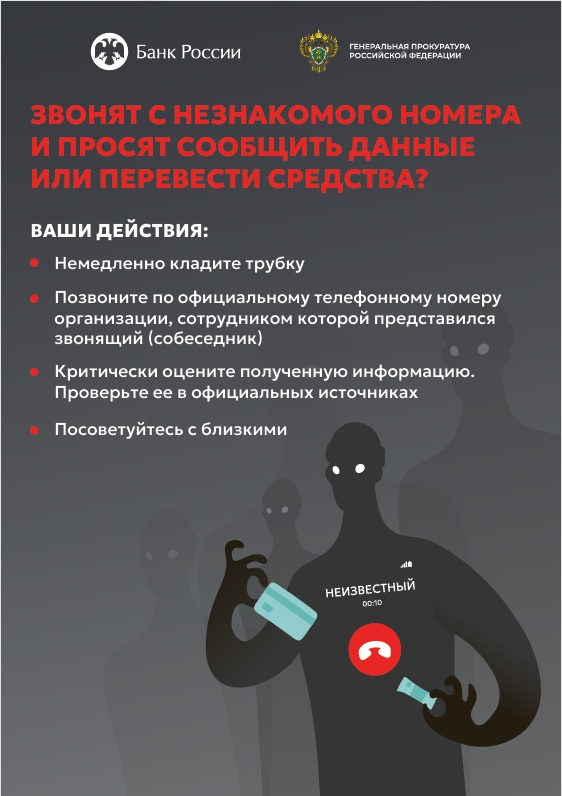 Банк России
ГЕНЕРАЛЬНАЯ ПРОКУРАТУРА
РОССИЙСКОЙ ФЕДЕРАЦИИ
ЗВОНЯТ С НЕЗНАКОМОГО НОМЕРА
И ПРОСЯТ СООБЩИТЬ ДАННЫЕ
ИЛИ ПЕРЕВЕСТИ СРЕДСТВА?
ВАШИ ДЕЙСТВИЯ:
Немедленно кладите трубку
Позвоните по официальному телефонному номеру
организации, сотрудником которой представился
звонящий (собеседник)
Критически оцените полученную информацию.
Проверьте ее в официальных источниках
Посоветуйтесь с близкими
НЕИЗВЕСТНЫЙ
00:10